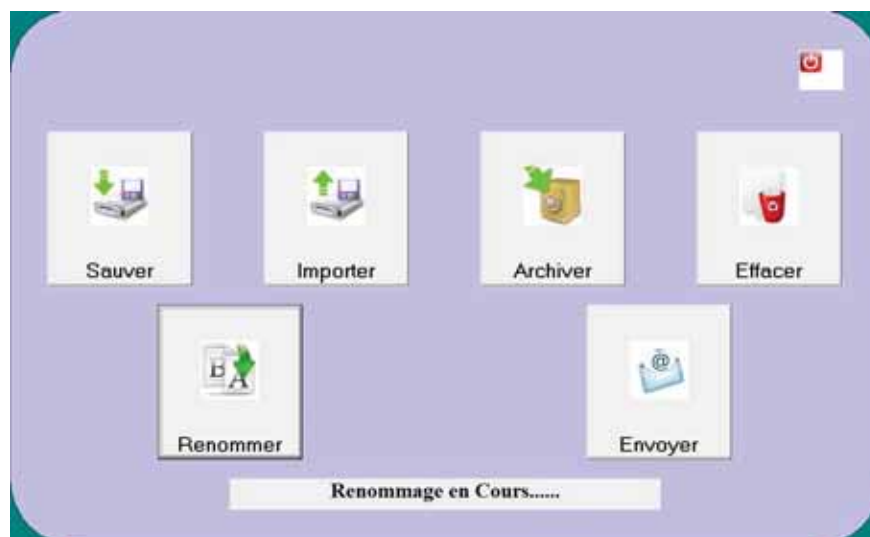 Sauver
Importer
Archiver
Effacer
B A
Renommer
@
Envoyer
Renommage en Cours......